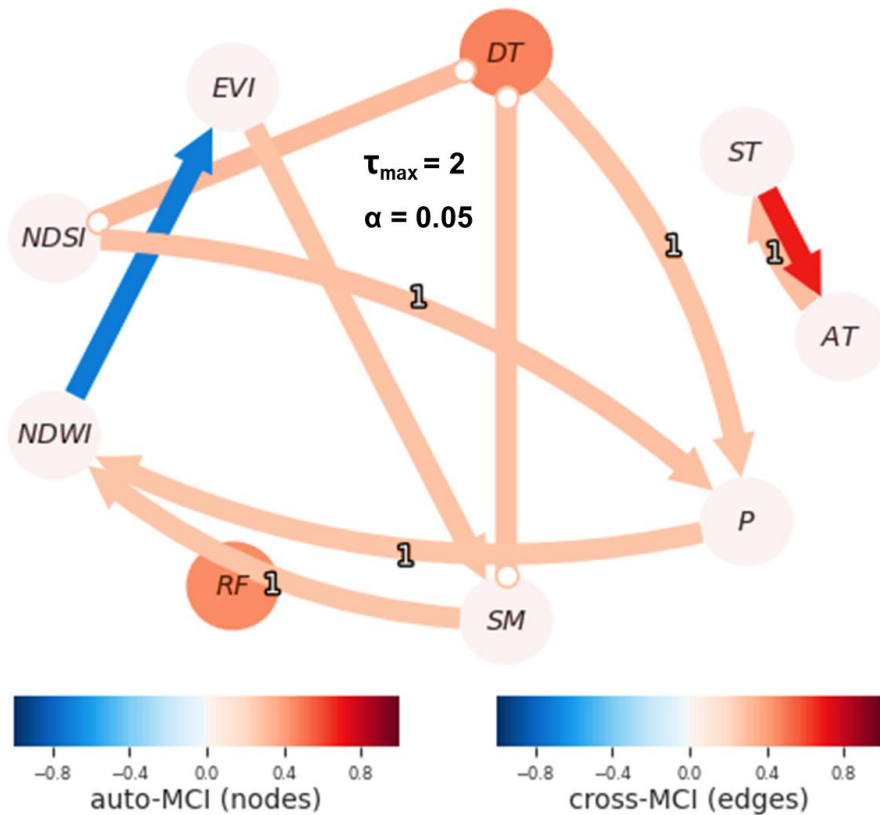 DT
EVI
τmax = 2
ST
α = 0.05
NDSI
1
1
1
AT
NDWI
P
1
RF
1
SM
−0.8 −0.4 0.0 0.4 0.8
auto-MCI (nodes)
−0.8 −0.4 0.0 0.4 0.8
cross-MCI (edges)